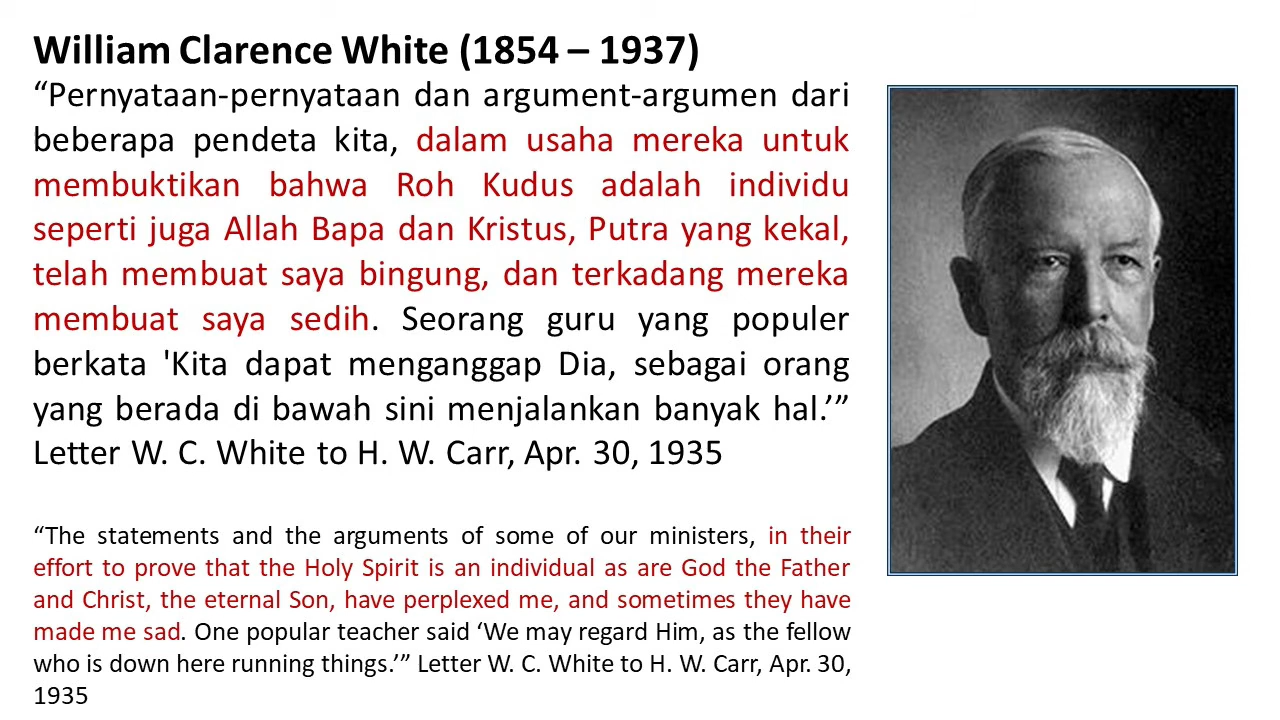 William Clarence White (1854 – 1937)
“Pernyataan-pernyataan dan argument-argumen dari
beberapa pendeta kita, dalam usaha mereka untuk
membuktikan bahwa Roh Kudus adalah individu
seperti juga Allah Bapa dan Kristus, Putra yang kekal,
telah membuat saya bingung, dan terkadang mereka
membuat saya sedih. Seorang guru yang populer
berkata 'Kita dapat menganggap Dia, sebagai orang
yang berada di bawah sini menjalankan banyak hal.’”
Letter W. C. White to H. W. Carr, Apr. 30, 1935
“The statements and the arguments of some of our ministers, in their
effort to prove that the Holy Spirit is an individual as are God the Father
and Christ, the eternal Son, have perplexed me, and sometimes they have
made me sad. One popular teacher said ‘We may regard Him, as the fellow
who is down here running things.’” Letter W. C. White to H. W. Carr, Apr. 30,
1935